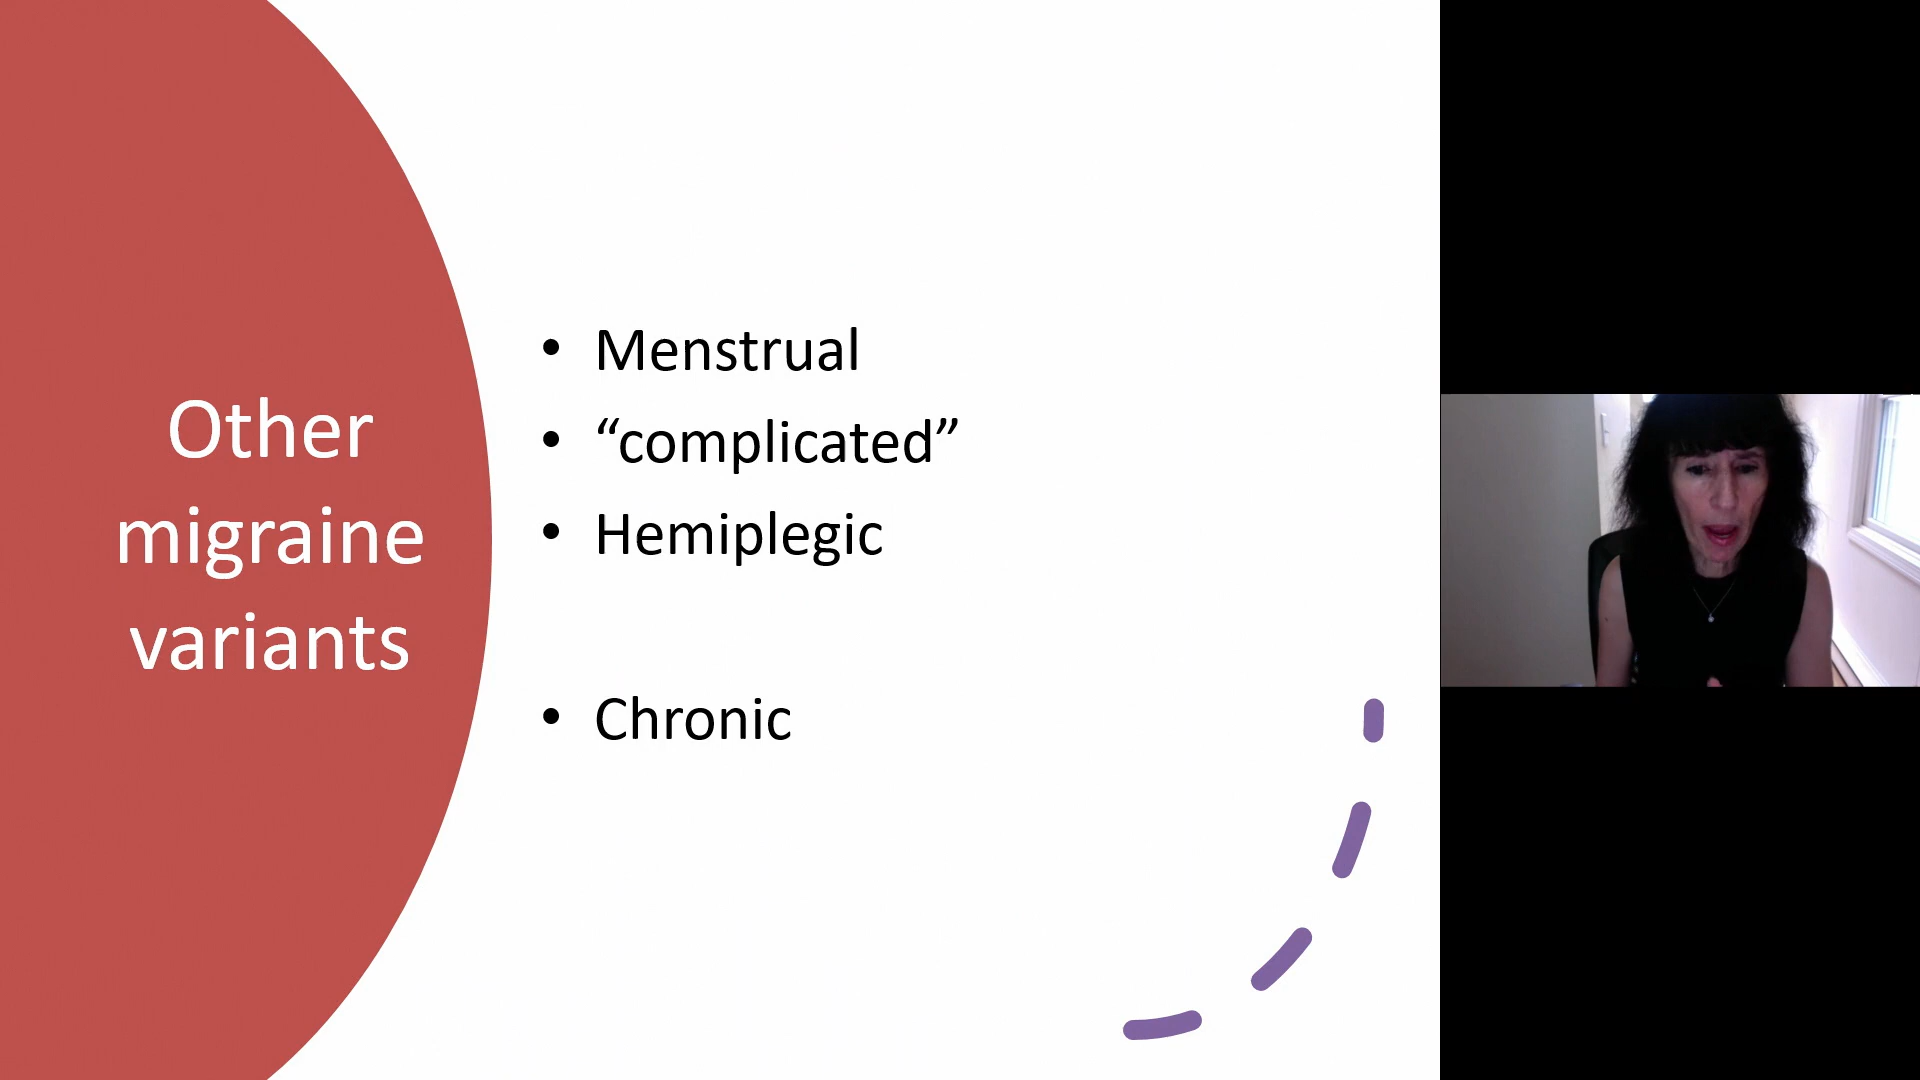 Other
migraine
variants
• Menstrual
• “complicated”
• Hemiplegic
• Chronic